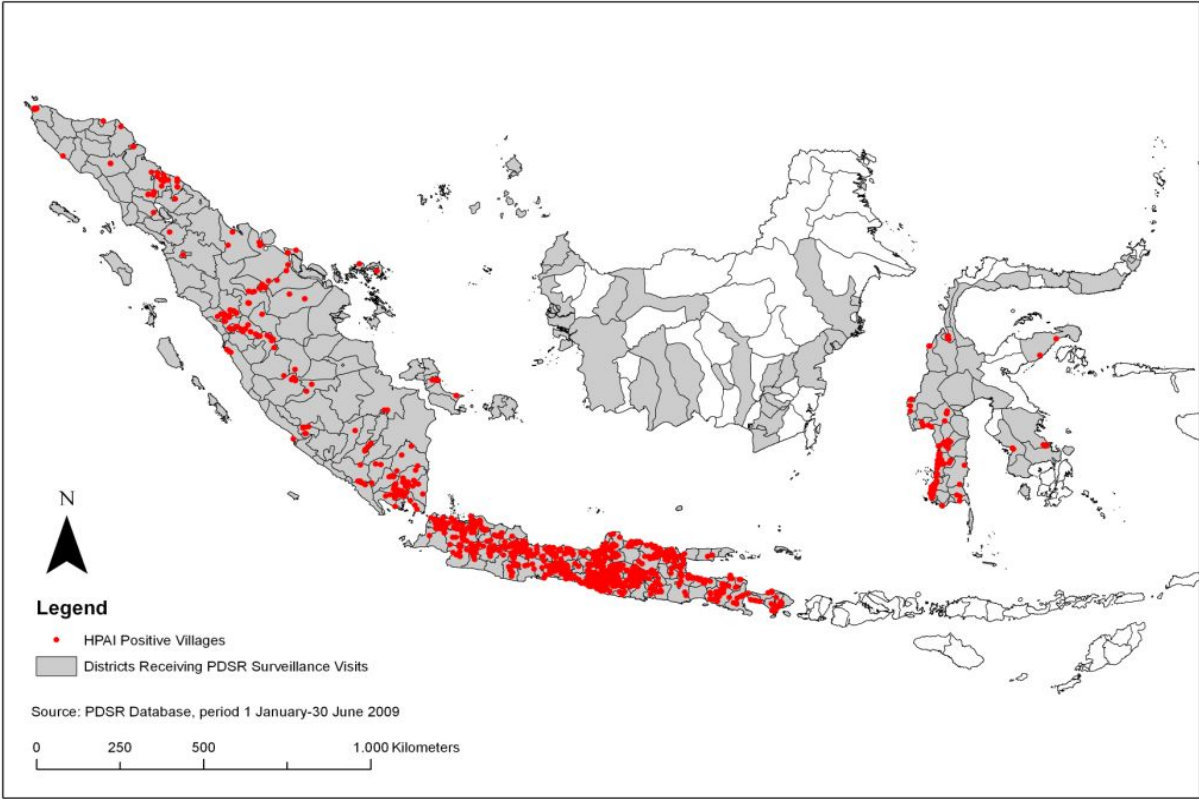 N
Legend
HPAI Positive Villages
Districts Receiving PDSR Surveillance Visits
Source: PDSR Database, period 1 January-30 June 2009
0 250 500 1.000 Kilometers